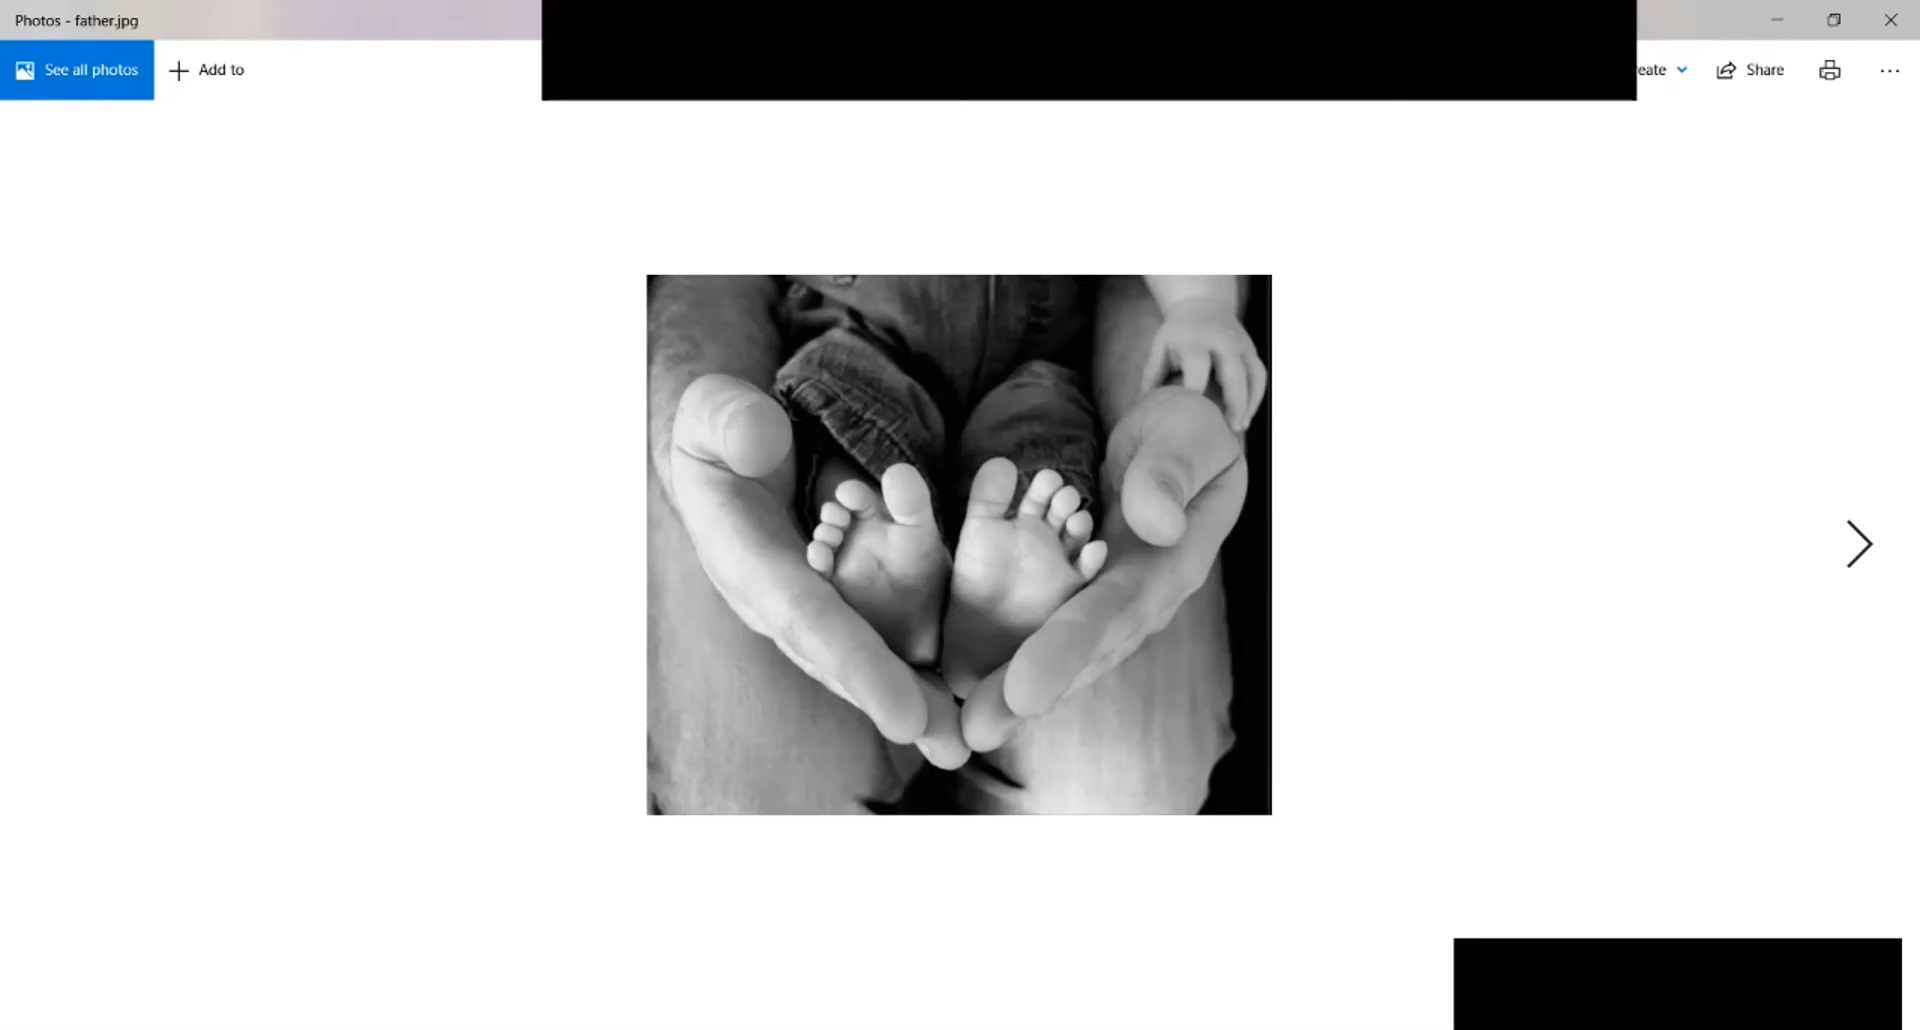 Photos - father.jpg
See all photos
Add to
eate
Share